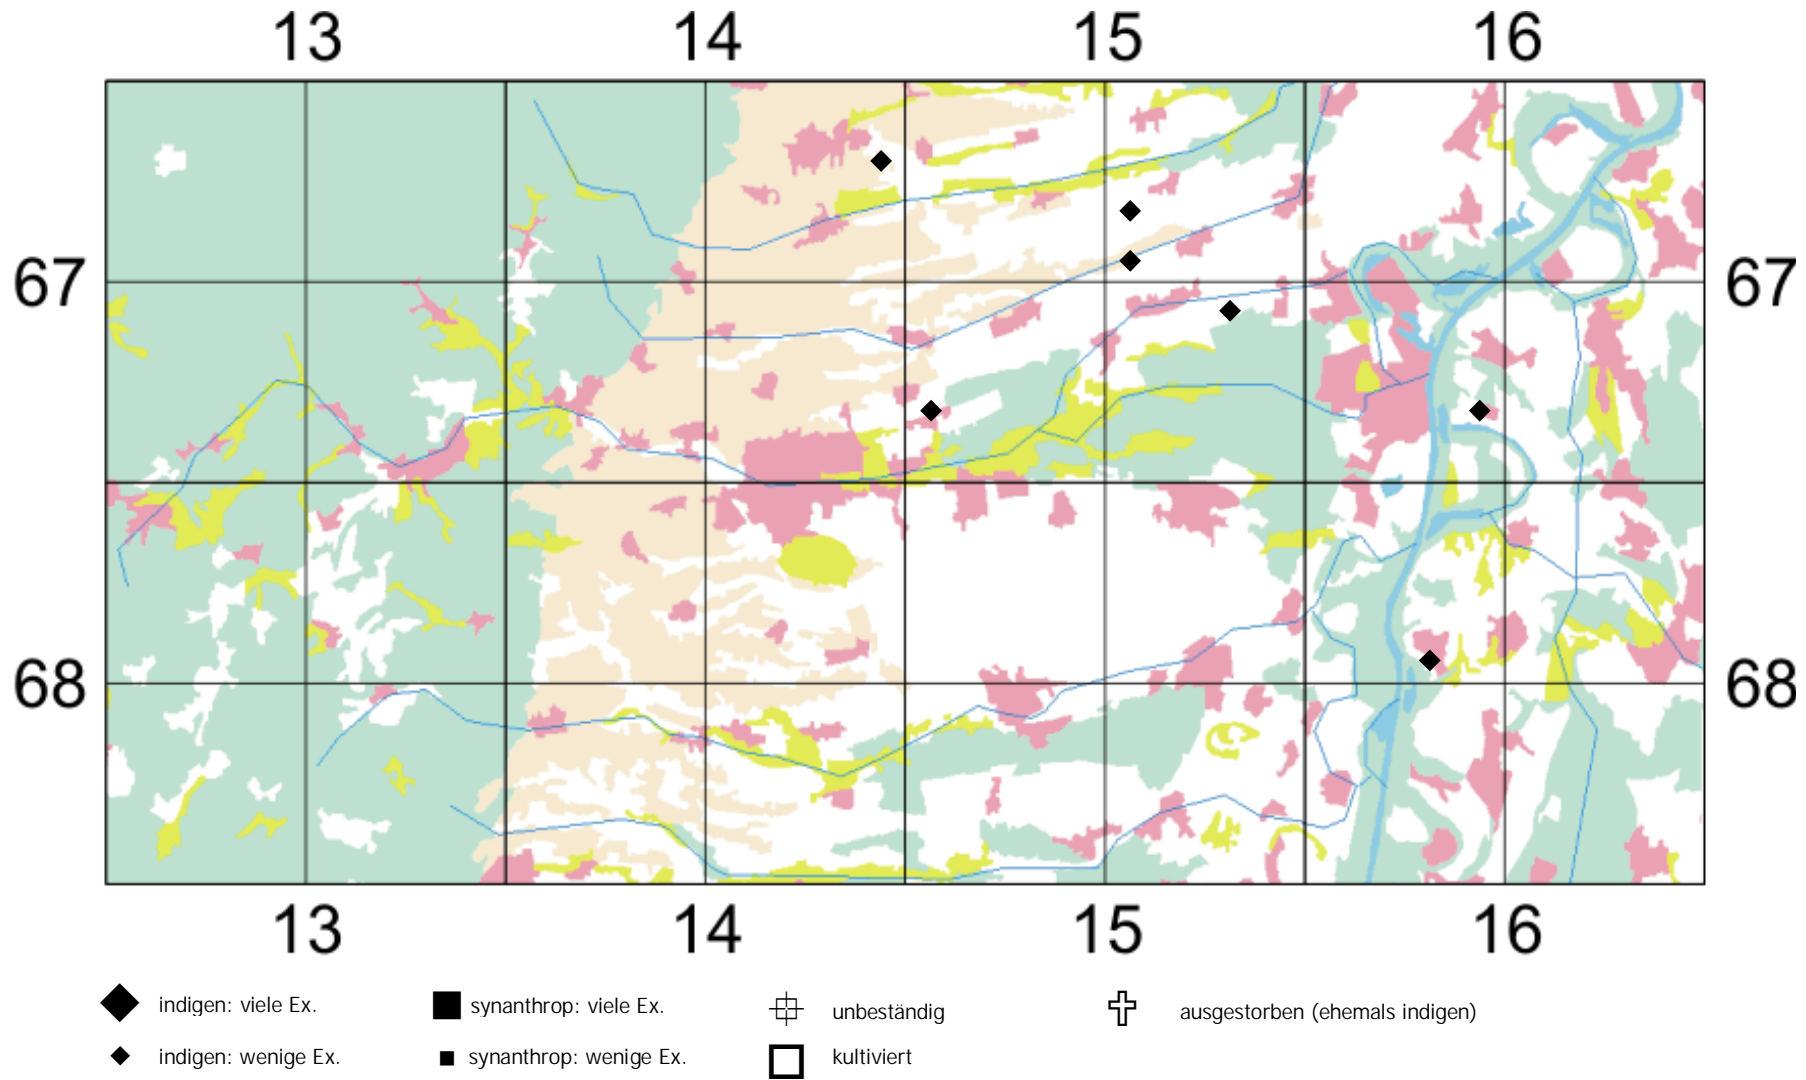 13 14 15 16
67 67
68 68
13 14 15 16
indigen: viele Ex. synanthrop: viele Ex. unbeständig ausgestorben (ehemals indigen)
indigen: wenige Ex. synanthrop: wenige Ex. kultiviert